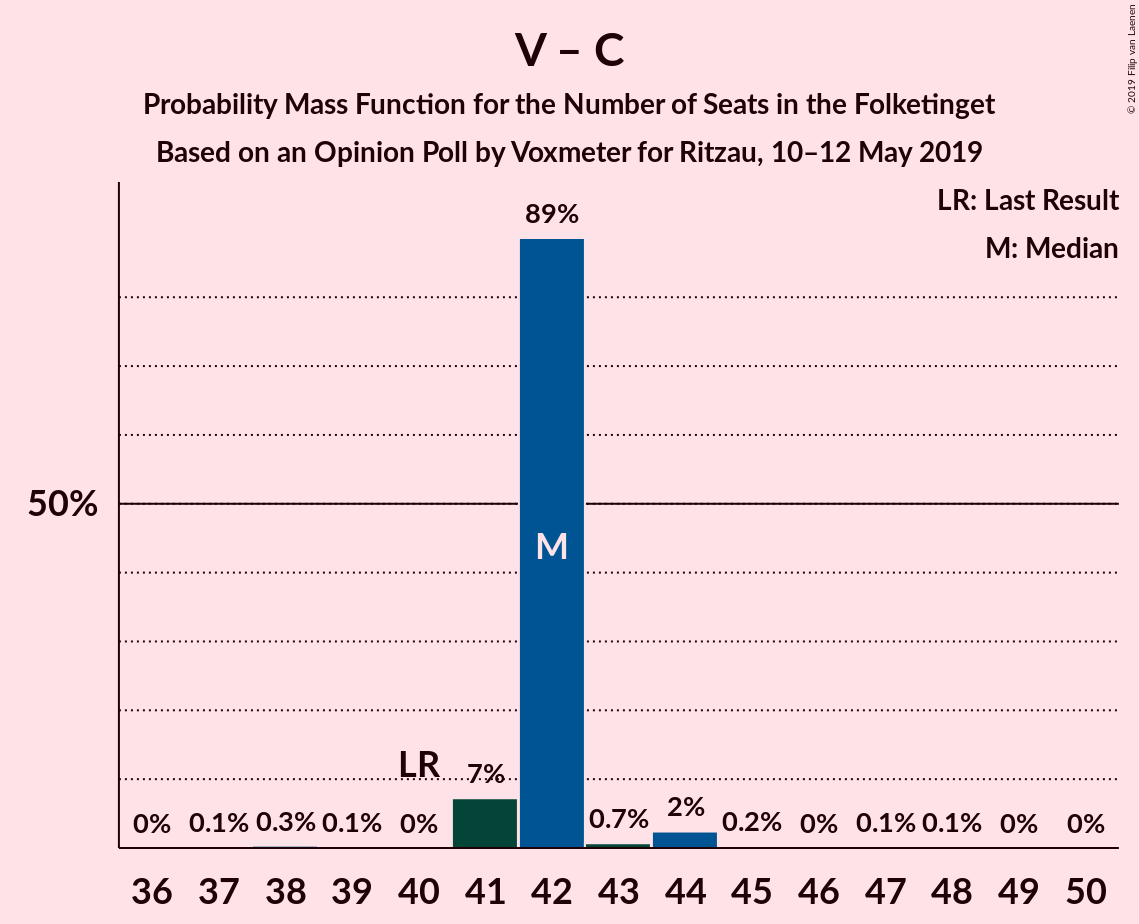 V – C
Probability Mass Function for the Number of Seats in the Folketinget
Based on an Opinion Poll by Voxmeter for Ritzau, 10–12 May 2019
© 2019 Filip van Laenen
LR: Last Result
M: Median
89%
50%
M
LR
7%
0% 0.1% 0.3% 0.1% 0% 0.7% 2% 0.2% 0% 0.1% 0.1% 0% 0%
36 37 38 39 40 41 42 43 44 45 46 47 48 49 50